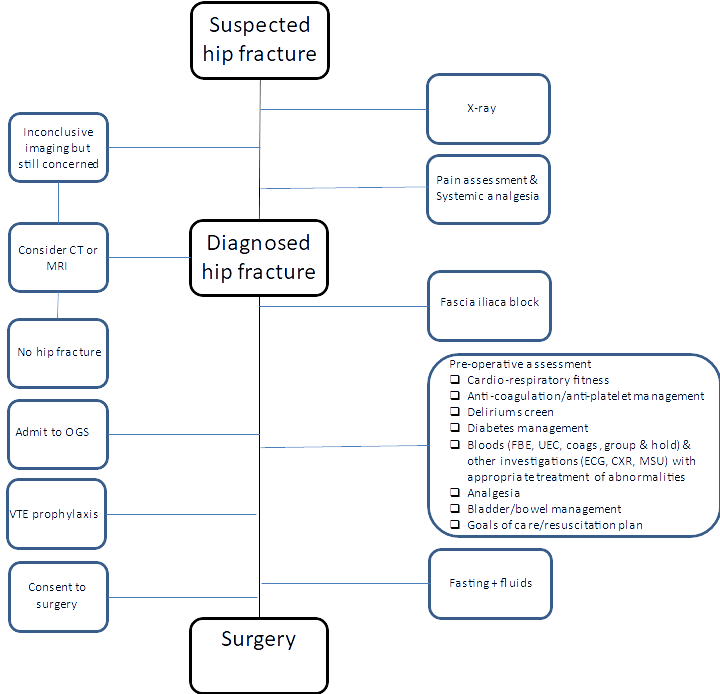 Suspected
hip fracture
X-ray
Inconclusive
imaging but
still concerned
Pain assessment &
Systemic analgesia
Diagnosed
hip fracture
Consider CT or
MRI
Fascia iliaca block
No hip fracture
Pre-operative assessment
❑ Cardio-respiratory fitness
❑ Anti-coagulation/anti-platelet management
❑ Delirium screen
❑ Diabetes management
❑ Bloods (FBE, UEC, coags, group & hold) &
other investigations (ECG, CXR, MSU) with
appropriate treatment of abnormalities
❑ Analgesia
❑ Bladder/bowel management
❑ Goals of care/resuscitation plan
Admit to OGS
VTE prophylaxis
Consent to
surgery
Fasting + fluids
Surgery